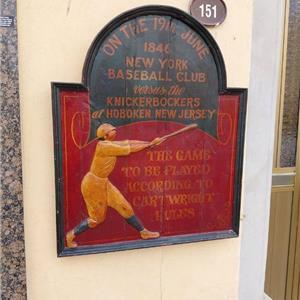 151
ON THE 19TH JUNE
1846
NEW YORK
BASEBALL CLUB
versus the
KNICKERBOCKERS
at HOBOKEN, NEW JERSEY
THE GAME
TO BE PLAYED
ACCORDING TO
CARTWRIGHT
RULES